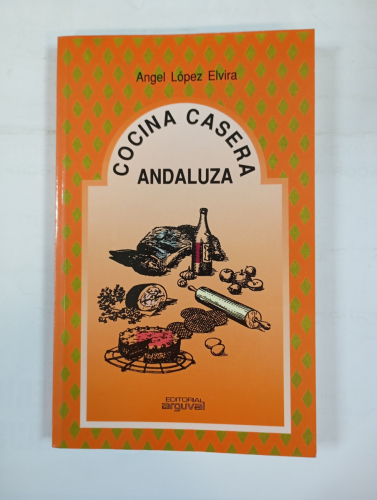 Angel López Elvira
COCINA CASERA
ANDALUZA
EDITORIAL
arguval